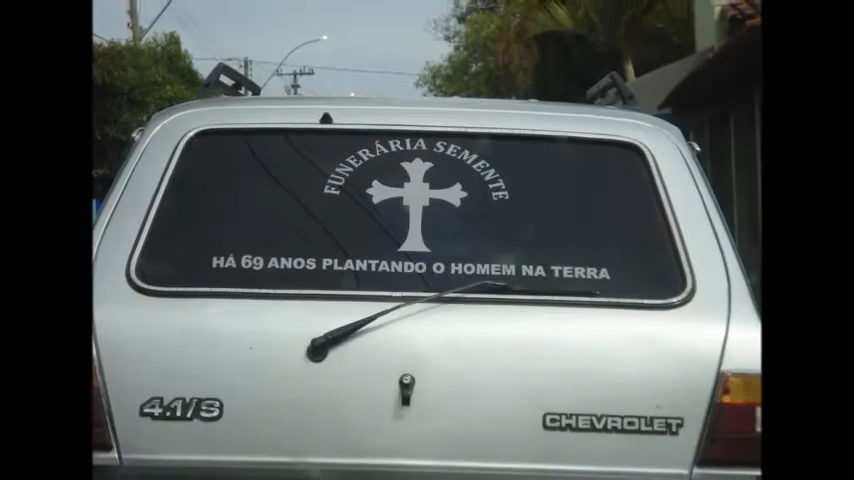 FUNERÁRIA SEMENTE
HÁ 69 ANOS PLANTANDO O HOMEM NA TERRA
4.1/S
CHEVROLET